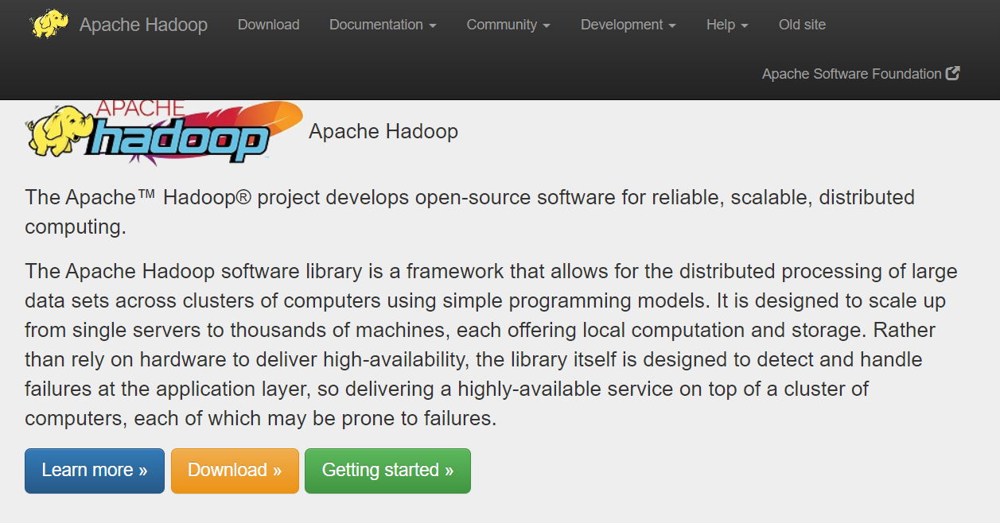 Apache Hadoop Download Documentation Community Development Help Old site
Apache Software Foundation
APACHE
hadoop
Apache Hadoop
The Apache™ Hadoop® project develops open-source software for reliable, scalable, distributed
computing.
The Apache Hadoop software library is a framework that allows for the distributed processing of large
data sets across clusters of computers using simple programming models. It is designed to scale up
from single servers to thousands of machines, each offering local computation and storage. Rather
than rely on hardware to deliver high-availability, the library itself is designed to detect and handle
failures at the application layer, so delivering a highly-available service on top of a cluster of
computers, each of which may be prone to failures.
Learn more » Download » Getting started »